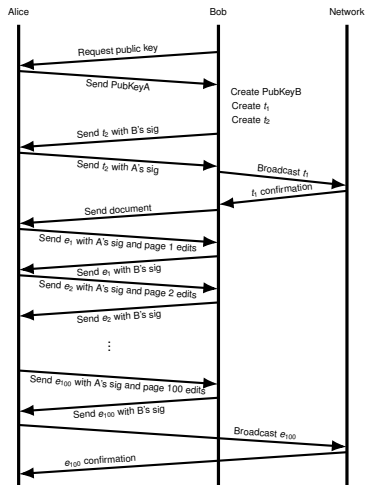 Alice
Bob
Network
Request public key
Send PubKeyA
Create PubKeyB
Create t₁
Create t₂
Send t₂ with B's sig
Send t₂ with A's sig
Broadcast t₁
t₁ confirmation
Send document
Send e₁ with A's sig and page 1 edits
Send e₁ with B's sig
Send e₂ with A's sig and page 2 edits
Send e₂ with B's sig
⋮
Send e₁₀₀ with A's sig and page 100 edits
Send e₁₀₀ with B's sig
Broadcast e₁₀₀
e₁₀₀ confirmation